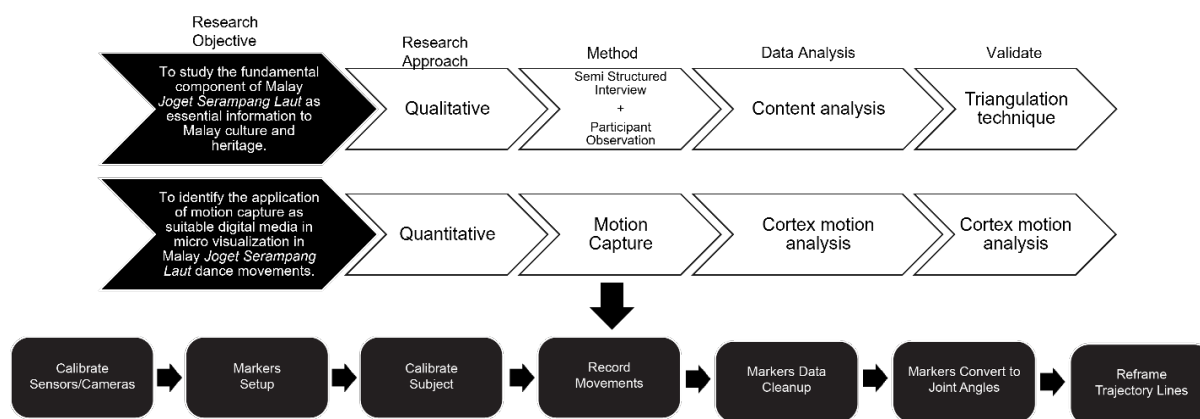 Research
Objective
Research
Approach
Method
Data Analysis
Validate
To study the fundamental
component of Malay
Joget Serampang Laut as
essential information to
Malay culture and
heritage.
Qualitative
Semi Structured
Interview
+
Participant
Observation
Content analysis
Triangulation
technique
To identify the application
of motion capture as
suitable digital media in
micro visualization in
Malay Joget Serampang
Laut dance movements.
Quantitative
Motion
Capture
Cortex motion
analysis
Cortex motion
analysis
Calibrate
Sensors/Cameras
Markers
Setup
Calibrate
Subject
Record
Movements
Markers Data
Cleanup
Markers Convert to
Joint Angles
Reframe
Trajectory Lines